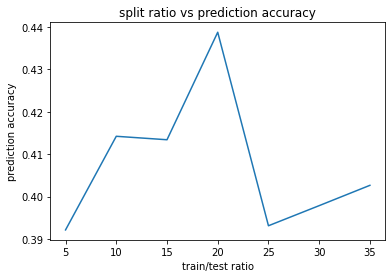 split ratio vs prediction accuracy
0.44
0.43
0.42
0.41
0.40
0.39
prediction accuracy
5 10 15 20 25 30 35
train/test ratio